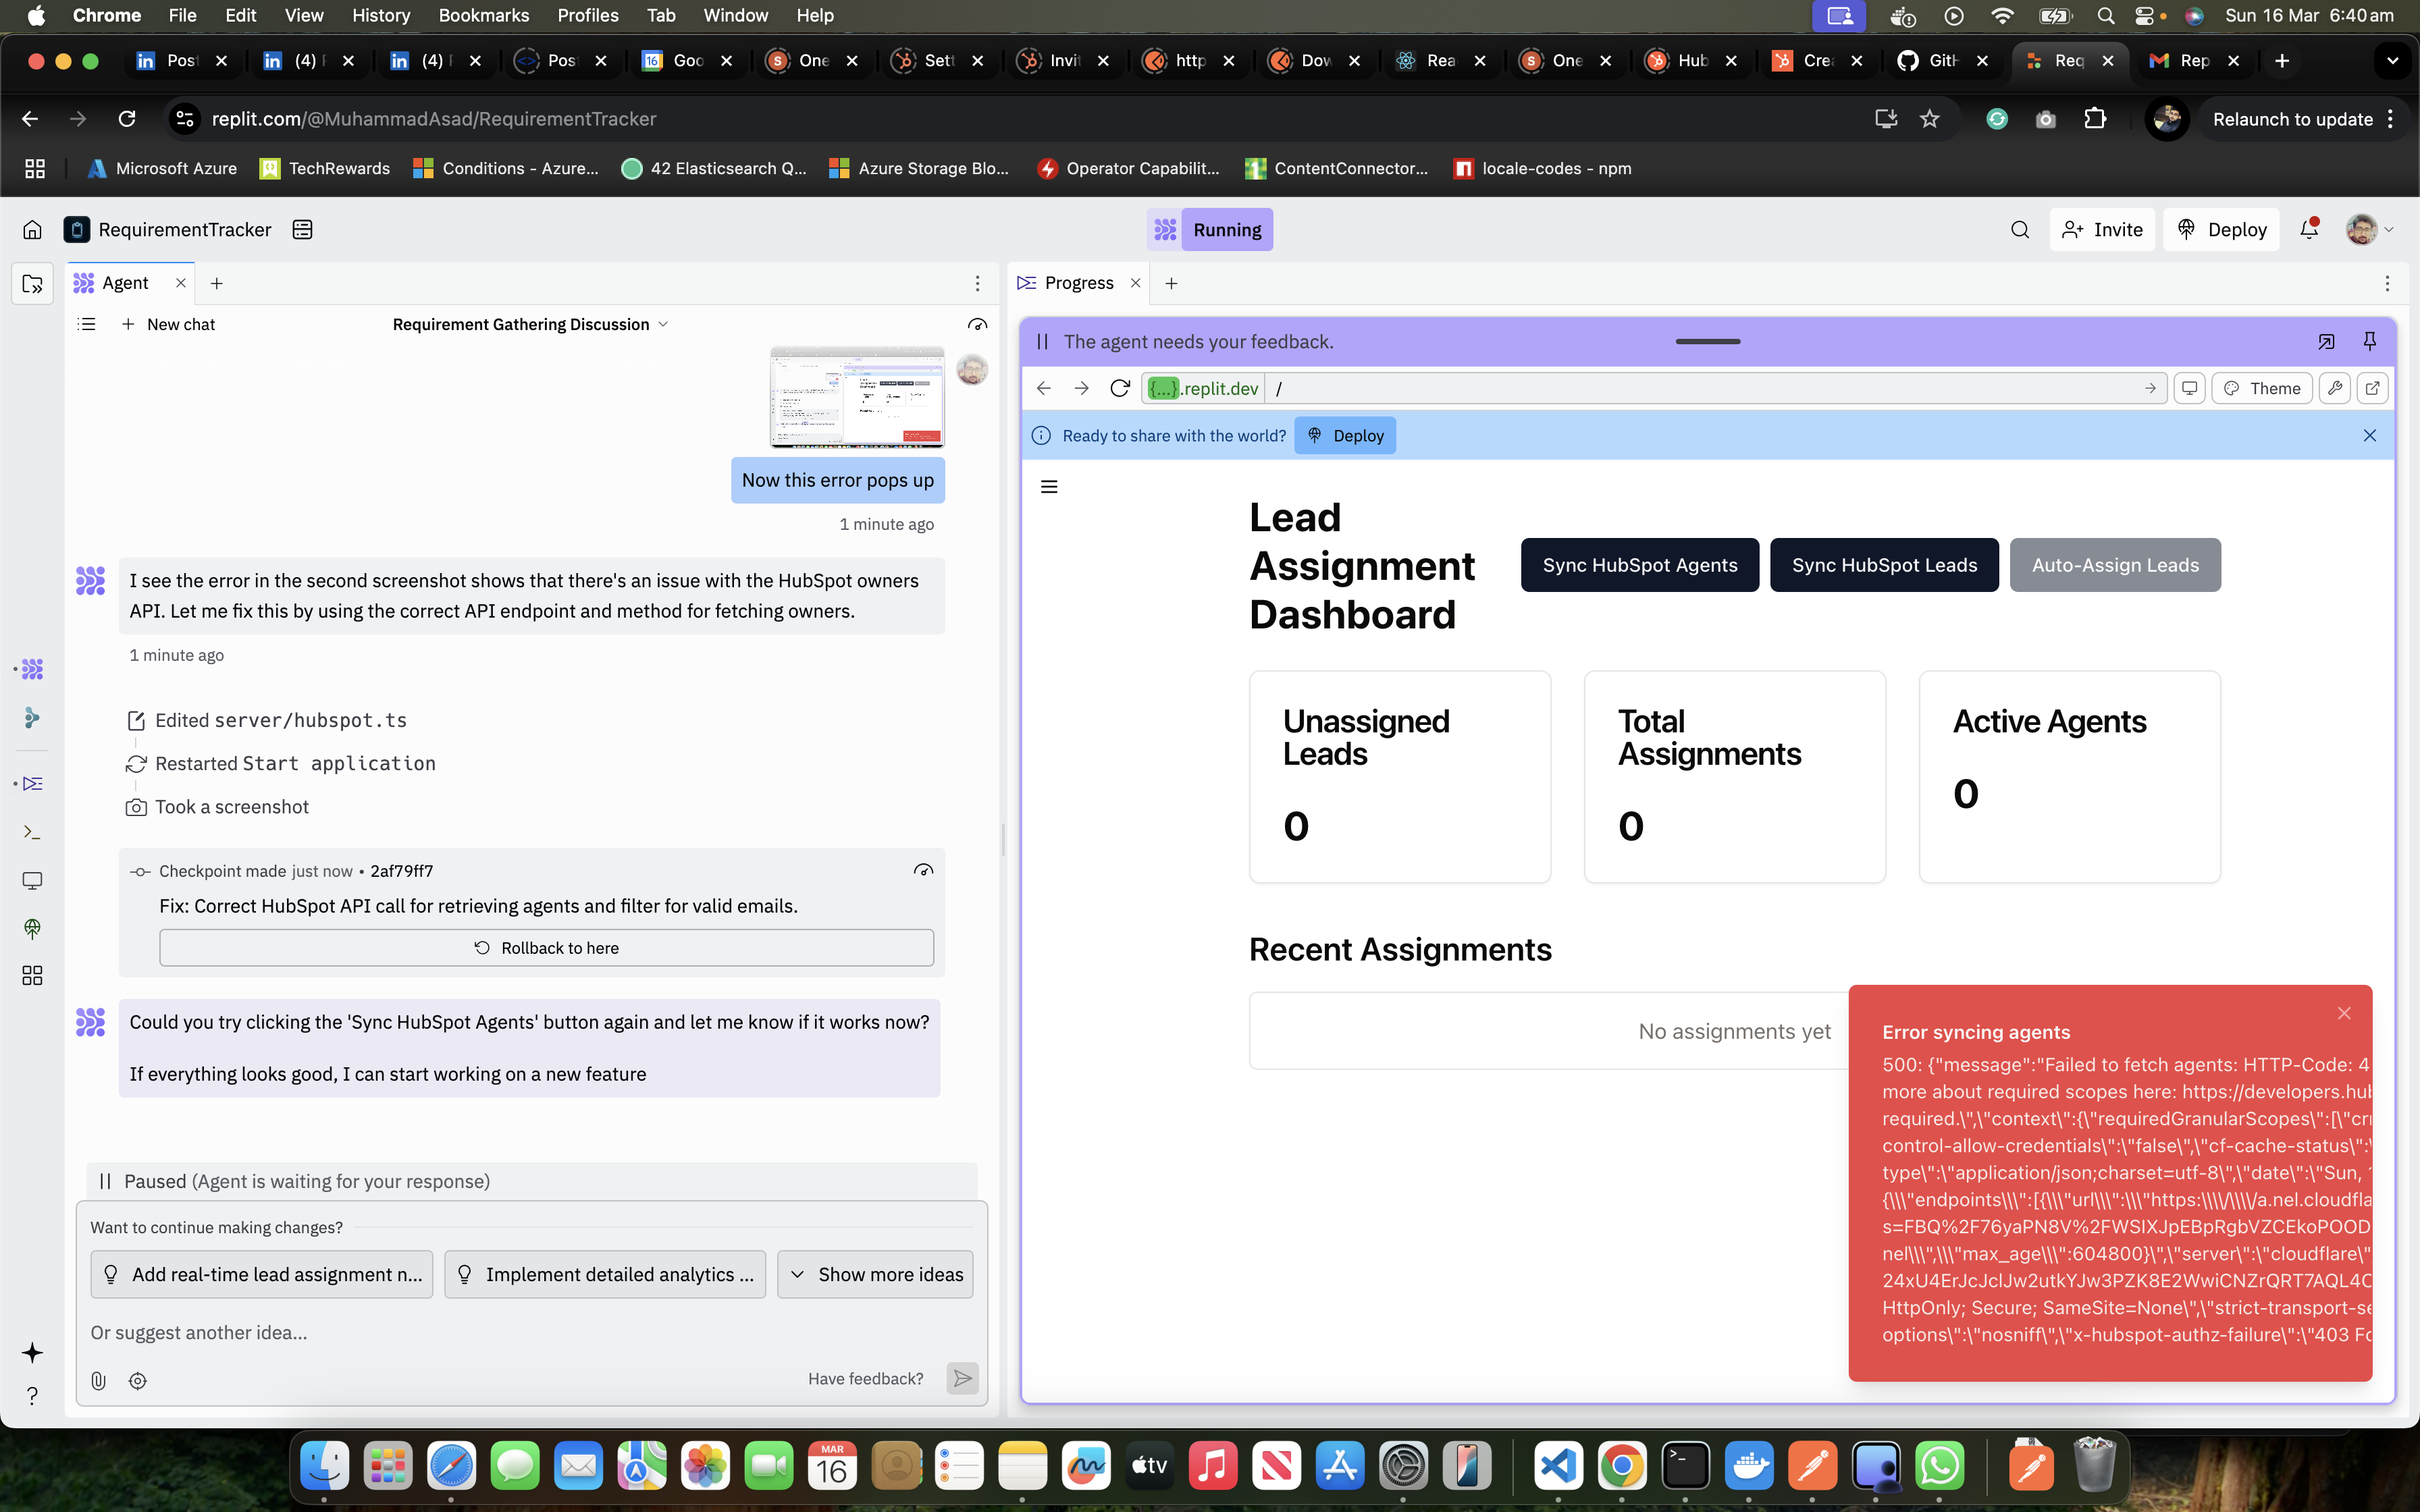 Chrome File Edit View History Bookmarks Profiles Tab Window Help
Sun 16 Mar 6:40 am
Post (4) (4) Pos 16 Goo One Sett Invit http Dow Rea One Hub Crea GitH Req Rep
replit.com/@MuhammadAsad/RequirementTracker
Relaunch to update
Microsoft Azure TechRewards Conditions - Azure... 42 Elasticsearch Q... Azure Storage Blo... Operator Capabilit... ContentConnector... locale-codes - npm
RequirementTracker
Running
Invite Deploy
Agent
New chat
Requirement Gathering Discussion
Now this error pops up
1 minute ago
I see the error in the second screenshot shows that there's an issue with the HubSpot owners
API. Let me fix this by using the correct API endpoint and method for fetching owners.
1 minute ago
Edited server/hubspot.ts
Restarted Start application
Took a screenshot
Checkpoint made just now • 2af79ff7
Fix: Correct HubSpot API call for retrieving agents and filter for valid emails.
Rollback to here
Could you try clicking the 'Sync HubSpot Agents' button again and let me know if it works now?
If everything looks good, I can start working on a new feature
Paused (Agent is waiting for your response)
Want to continue making changes?
Add real-time lead assignment n... Implement detailed analytics ... Show more ideas
Or suggest another idea...
Have feedback?
Progress
The agent needs your feedback.
{...}.replit.dev /
Theme
Ready to share with the world? Deploy
Lead
Assignment
Dashboard
Sync HubSpot Agents Sync HubSpot Leads Auto-Assign Leads
Unassigned
Leads
0
Total
Assignments
0
Active Agents
0
Recent Assignments
No assignments yet
Error syncing agents
500: {"message":"Failed to fetch agents: HTTP-Code: 4
more about required scopes here: https://developers.hub
required.\",\"context\":{\"requiredGranularScopes\":[\"cr
control-allow-credentials\":\"false\",\"cf-cache-status\":\
type\":\"application/json;charset=utf-8\",\"date\":\"Sun,
{\\\"endpoints\\\":[{\\\"url\\\":\\\"https:\\\\/\\\\/a.nel.cloudfla
s=FBQ%2F76yaPN8V%2FWSIXJpEBpRgbVZCEkoPOOD
nel\\\",\\\"max_age\\\":604800}\",\"server\":\"cloudflare\"
24xU4ErJcJclJw2utkYJw3PZK8E2WwiCNZrQRT7AQL4C
HttpOnly; Secure; SameSite=None\",\"strict-transport-se
options\":\"nosniff\",\"x-hubspot-authz-failure\":\"403 Fo
MAR
16
tv